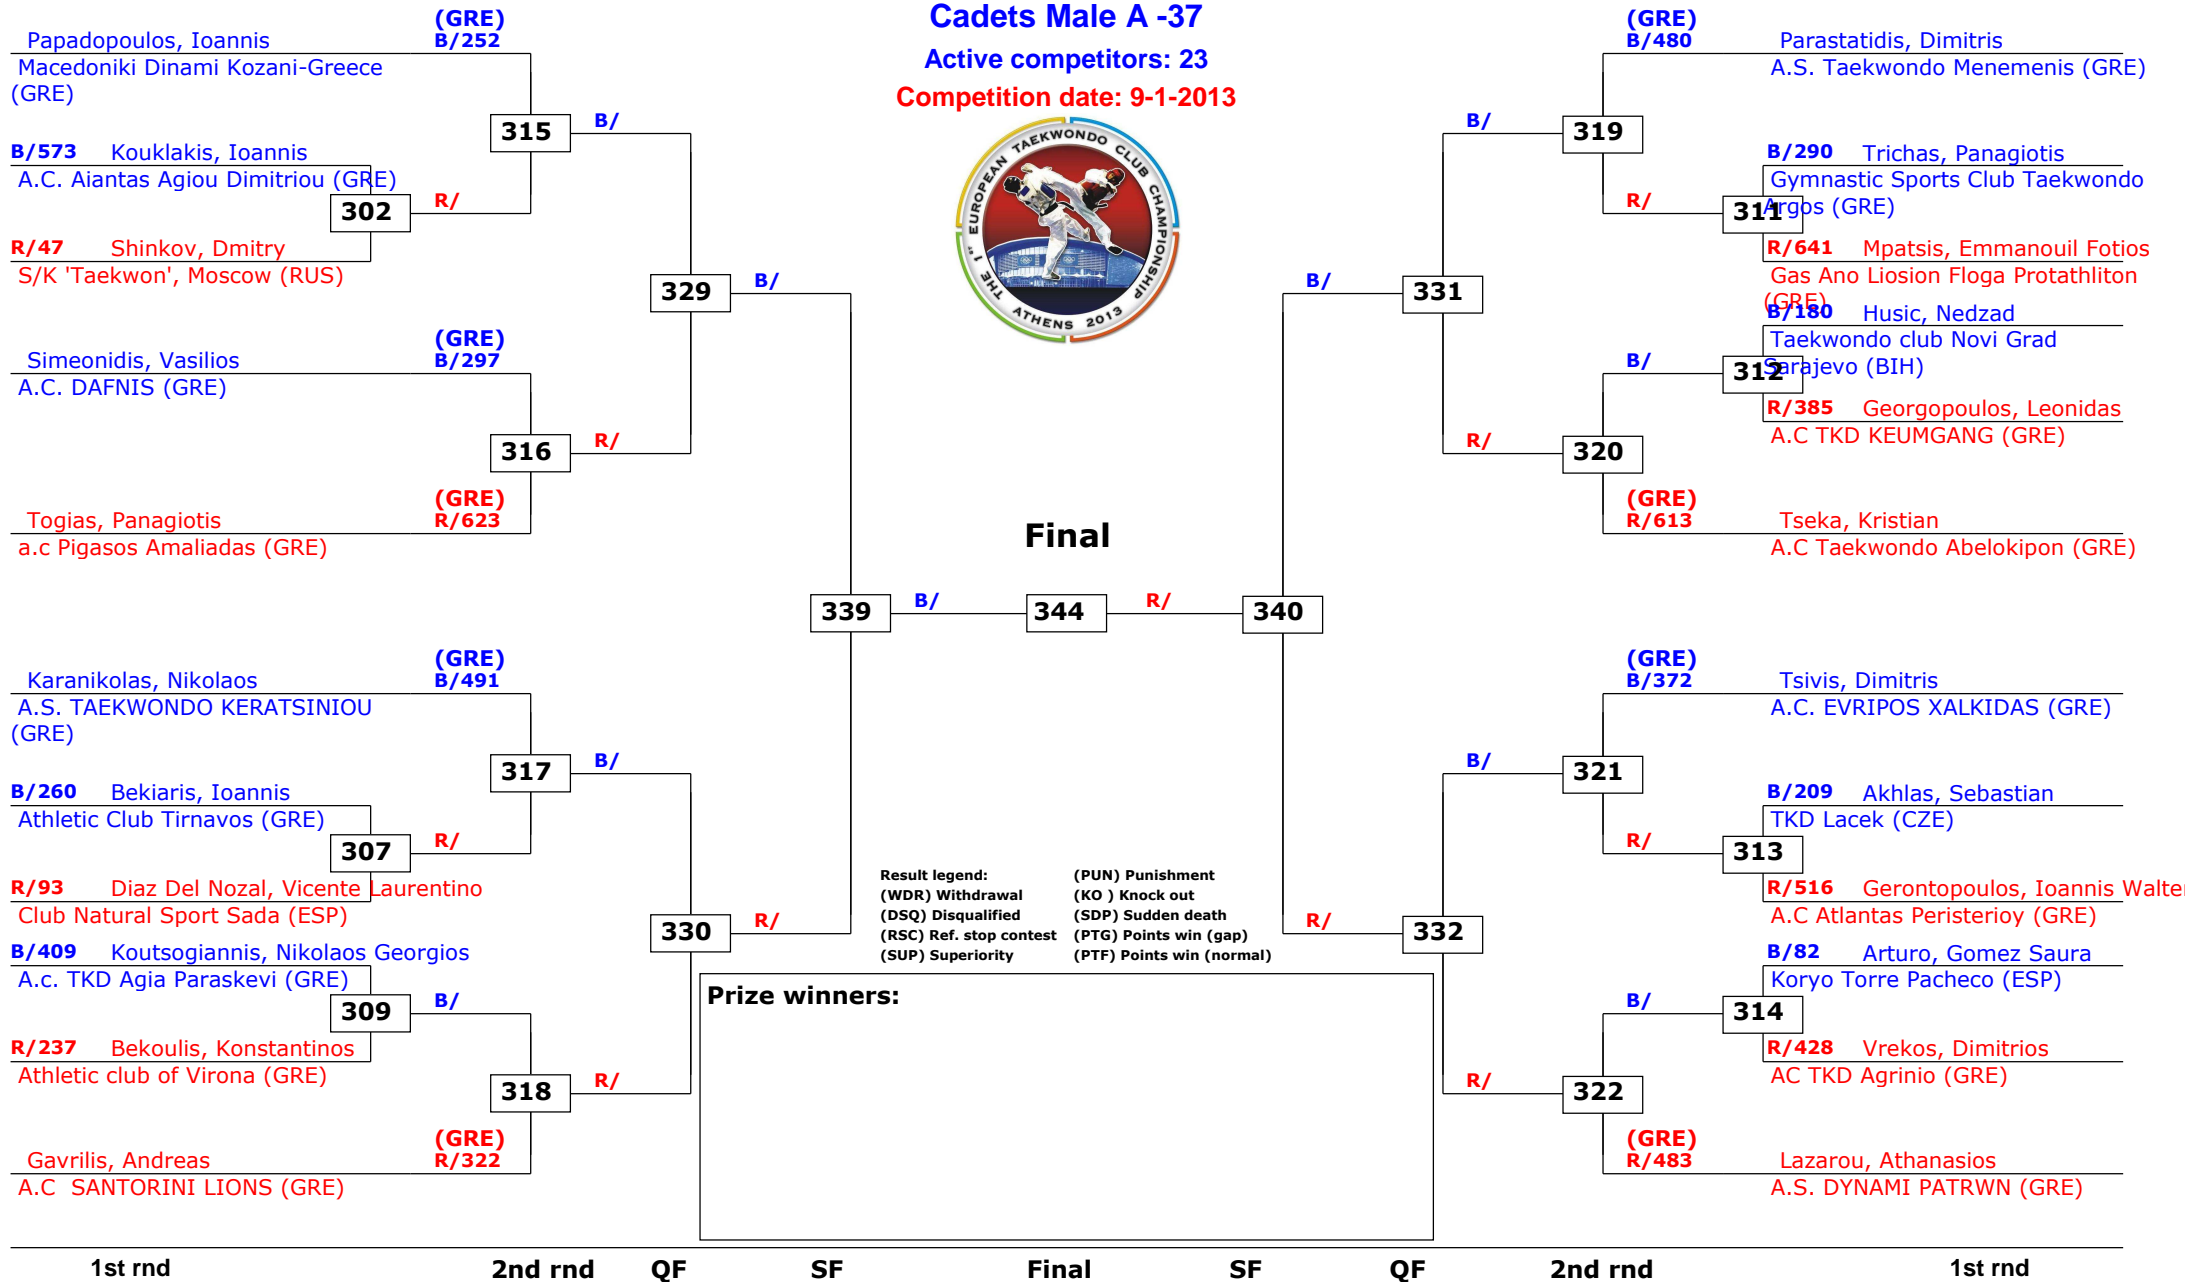 Cadets Male A -37
Active competitors: 23
Competition date: 9-1-2013
THE 1st EUROPEAN TAEKWONDO CLUB CHAMPIONSHIP
ATHENS 2013
(GRE)
Papadopoulos, Ioannis B/252
Macedoniki Dinami Kozani-Greece
(GRE)
315
B/
B/573 Kouklakis, Ioannis
A.C. Aiantas Agiou Dimitriou (GRE)
302
R/
R/47 Shinkov, Dmitry
S/K 'Taekwon', Moscow (RUS)
329
B/
(GRE)
Simeonidis, Vasilios B/297
A.C. DAFNIS (GRE)
316
R/
(GRE)
Togias, Panagiotis R/623
a.c Pigasos Amaliadas (GRE)
339
B/
(GRE)
Karanikolas, Nikolaos B/491
A.S. TAEKWONDO KERATSINIOU
(GRE)
317
B/
B/260 Bekiaris, Ioannis
Athletic Club Tirnavos (GRE)
307
R/
R/93 Diaz Del Nozal, Vicente Laurentino
Club Natural Sport Sada (ESP)
330
R/
B/409 Koutsogiannis, Nikolaos Georgios
A.c. TKD Agia Paraskevi (GRE)
309
B/
R/237 Bekoulis, Konstantinos
Athletic club of Virona (GRE)
318
R/
(GRE)
Gavrilis, Andreas R/322
A.C SANTORINI LIONS (GRE)
Final
344
R/
340
(GRE)
B/480 Parastatidis, Dimitris
A.S. Taekwondo Menemenis (GRE)
B/
319
B/290 Trichas, Panagiotis
Gymnastic Sports Club Taekwondo
Argos (GRE)
R/
311
R/641 Mpatsis, Emmanouil Fotios
Gas Ano Liosion Floga Protathliton
(GRE)
B/
331
B/180 Husic, Nedzad
Taekwondo club Novi Grad
Sarajevo (BIH)
B/
312
R/385 Georgopoulos, Leonidas
A.C TKD KEUMGANG (GRE)
R/
320
(GRE)
R/613 Tseka, Kristian
A.C Taekwondo Abelokipon (GRE)
(GRE)
B/372 Tsivis, Dimitris
A.C. EVRIPOS XALKIDAS (GRE)
B/
321
B/209 Akhlas, Sebastian
TKD Lacek (CZE)
R/
313
R/516 Gerontopoulos, Ioannis Walte
A.C Atlantas Peristerioy (GRE)
R/
332
B/82 Arturo, Gomez Saura
Koryo Torre Pacheco (ESP)
B/
314
R/428 Vrekos, Dimitrios
AC TKD Agrinio (GRE)
R/
322
(GRE)
R/483 Lazarou, Athanasios
A.S. DYNAMI PATRWN (GRE)
Result legend: (PUN) Punishment
(WDR) Withdrawal (KO ) Knock out
(DSQ) Disqualified (SDP) Sudden death
(RSC) Ref. stop contest (PTG) Points win (gap)
(SUP) Superiority (PTF) Points win (normal)
Prize winners:
1st rnd 2nd rnd QF SF Final SF QF 2nd rnd 1st rnd